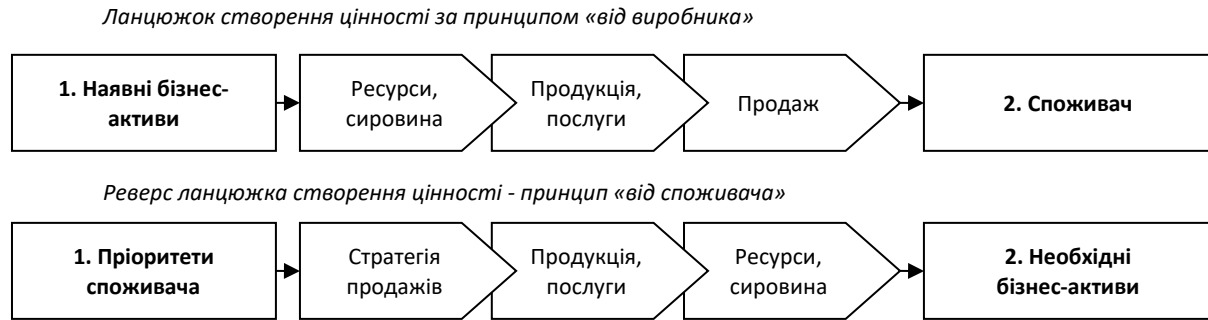 Ланцюжок створення цінності за принципом «від виробника»
1. Наявні бізнес-
активи
Ресурси,
сировина
Продукція,
послуги
Продаж
2. Споживач
Реверс ланцюжка створення цінності - принцип «від споживача»
1. Пріоритети
споживача
Стратегія
продажів
Продукція,
послуги
Ресурси,
сировина
2. Необхідні
бізнес-активи